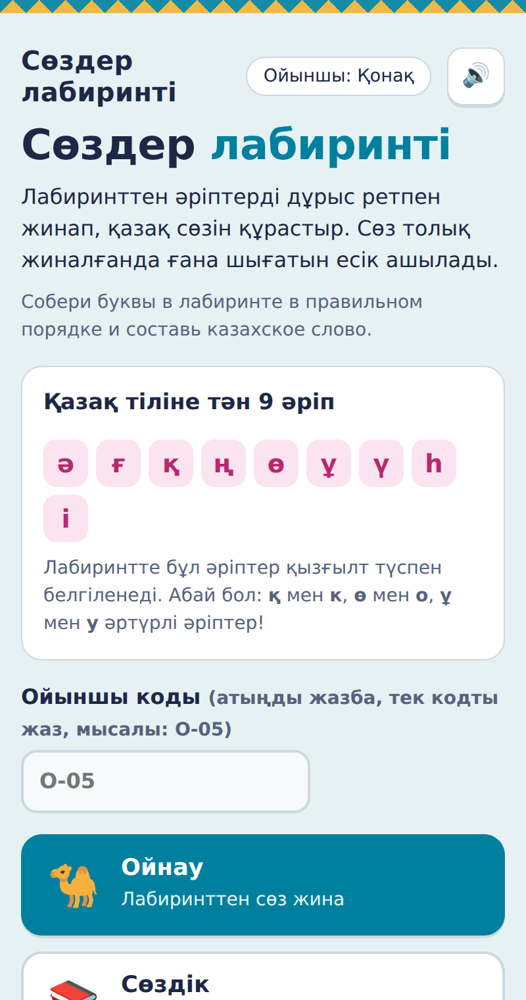 Сөздер
лабиринті
Ойыншы: Қонақ
Сөздер лабиринті
Лабиринттен әріптерді дұрыс ретпен
жинап, қазақ сөзін құрастыр. Сөз толық
жиналғанда ғана шығатын есік ашылады.
Собери буквы в лабиринте в правильном
порядке и составь казахское слово.
Қазақ тіліне тән 9 әріп
ә ғ қ ң ө ұ ү һ
і
Лабиринтте бұл әріптер қызғылт түспен
белгіленеді. Абай бол: қ мен к, ө мен о, ұ
мен у әртүрлі әріптер!
Ойыншы коды (атыңды жазба, тек кодты
жаз, мысалы: О-05)
О-05
Ойнау
Лабиринттен сөз жина
Сөздік